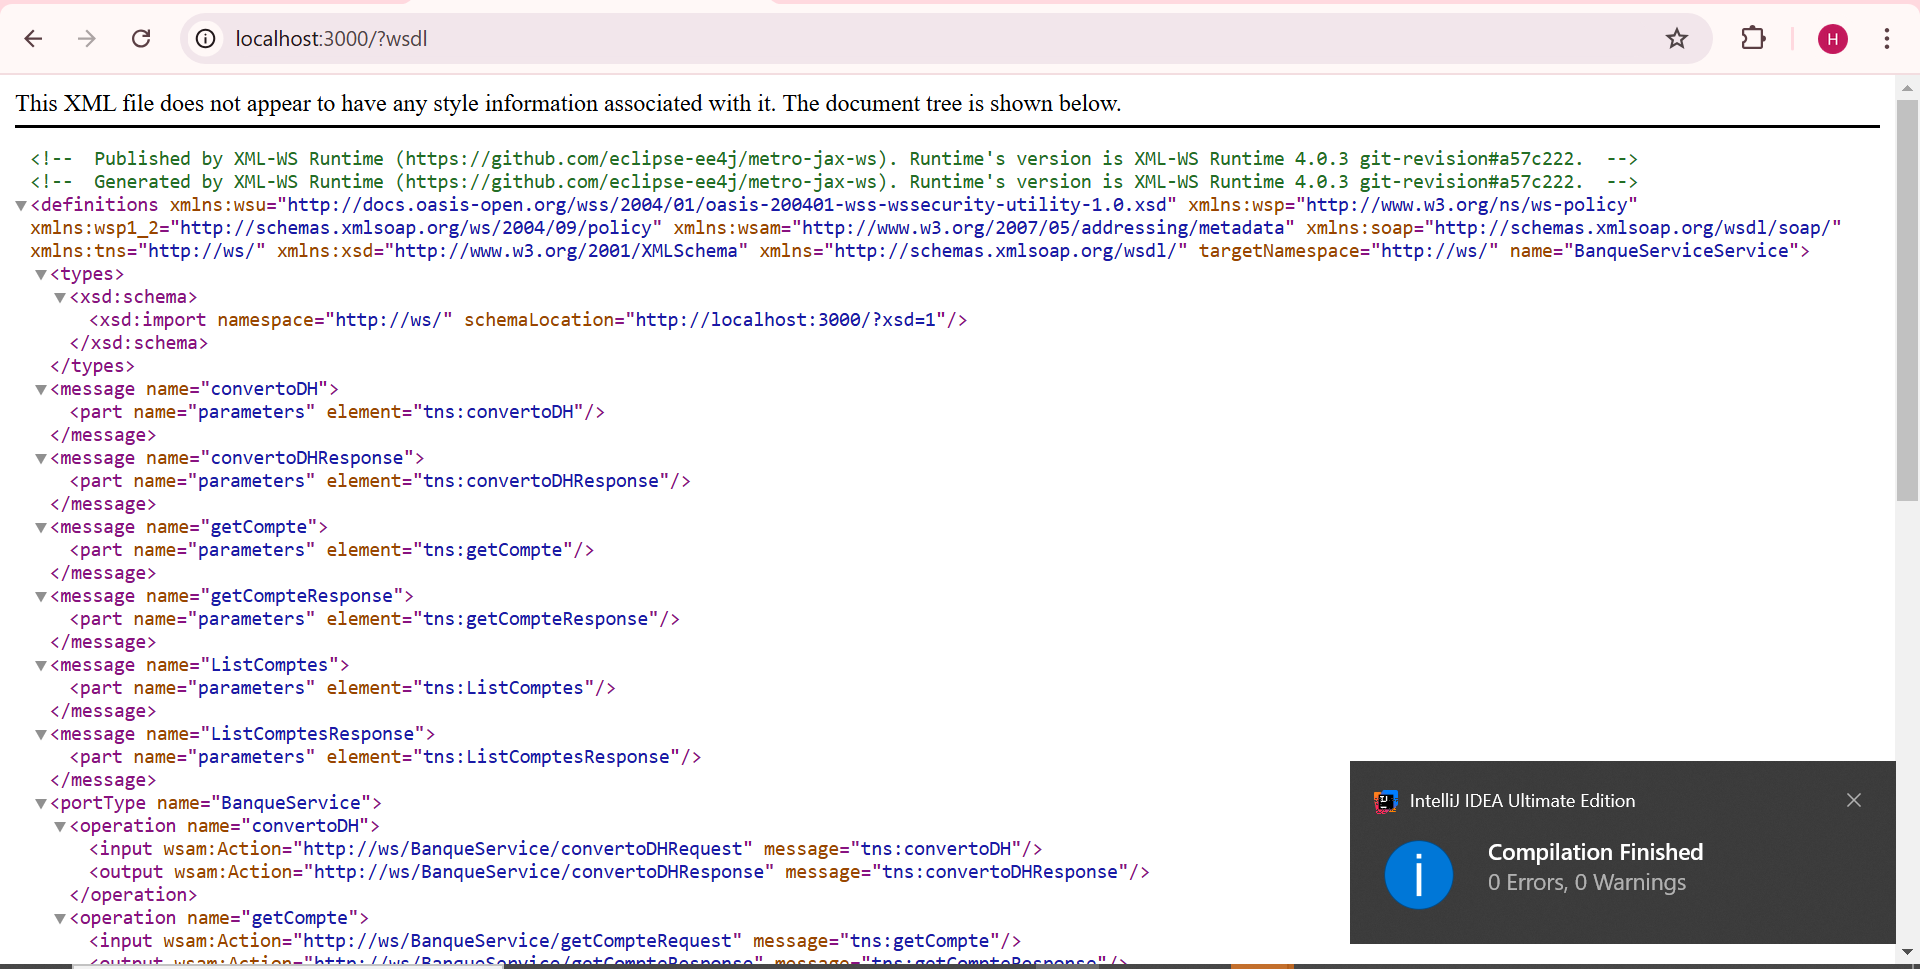 localhost:3000/?wsdl
H
This XML file does not appear to have any style information associated with it. The document tree is shown below.
<!--  Published by XML-WS Runtime (https://github.com/eclipse-ee4j/metro-jax-ws). Runtime's version is XML-WS Runtime 4.0.3 git-revision#a57c222.  -->
<!--  Generated by XML-WS Runtime (https://github.com/eclipse-ee4j/metro-jax-ws). Runtime's version is XML-WS Runtime 4.0.3 git-revision#a57c222.  -->
▼<definitions xmlns:wsu="http://docs.oasis-open.org/wss/2004/01/oasis-200401-wss-wssecurity-utility-1.0.xsd" xmlns:wsp="http://www.w3.org/ns/ws-policy"
xmlns:wsp1_2="http://schemas.xmlsoap.org/ws/2004/09/policy" xmlns:wsam="http://www.w3.org/2007/05/addressing/metadata" xmlns:soap="http://schemas.xmlsoap.org/wsdl/soap/"
xmlns:tns="http://ws/" xmlns:xsd="http://www.w3.org/2001/XMLSchema" xmlns="http://schemas.xmlsoap.org/wsdl/" targetNamespace="http://ws/" name="BanqueServiceService">
▼<types>
▼<xsd:schema>
<xsd:import namespace="http://ws/" schemaLocation="http://localhost:3000/?xsd=1"/>
</xsd:schema>
</types>
▼<message name="convertoDH">
<part name="parameters" element="tns:convertoDH"/>
</message>
▼<message name="convertoDHResponse">
<part name="parameters" element="tns:convertoDHResponse"/>
</message>
▼<message name="getCompte">
<part name="parameters" element="tns:getCompte"/>
</message>
▼<message name="getCompteResponse">
<part name="parameters" element="tns:getCompteResponse"/>
</message>
▼<message name="ListComptes">
<part name="parameters" element="tns:ListComptes"/>
</message>
▼<message name="ListComptesResponse">
<part name="parameters" element="tns:ListComptesResponse"/>
</message>
▼<portType name="BanqueService">
▼<operation name="convertoDH">
<input wsam:Action="http://ws/BanqueService/convertoDHRequest" message="tns:convertoDH"/>
<output wsam:Action="http://ws/BanqueService/convertoDHResponse" message="tns:convertoDHResponse"/>
</operation>
▼<operation name="getCompte">
<input wsam:Action="http://ws/BanqueService/getCompteRequest" message="tns:getCompte"/>
<output wsam:Action="http://ws/BanqueService/getCompteResponse" message="tns:getCompteResponse"/>
IntelliJ IDEA Ultimate Edition
Compilation Finished
0 Errors, 0 Warnings